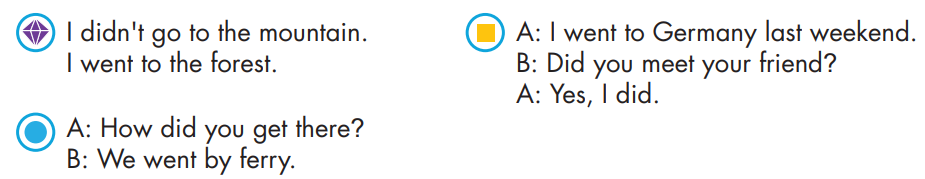 I didn't go to the mountain.
I went to the forest.
A: How did you get there?
B: We went by ferry.
A: I went to Germany last weekend.
B: Did you meet your friend?
A: Yes, I did.